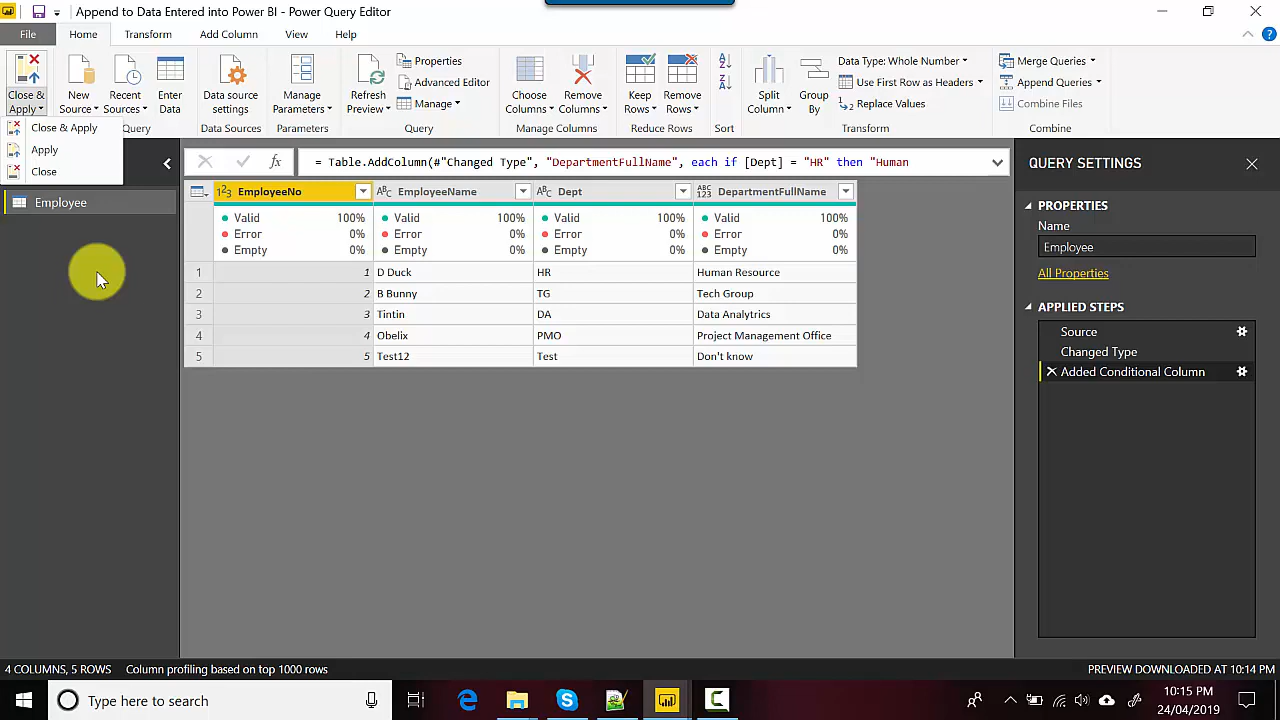 Append to Data Entered into Power BI - Power Query Editor
File Home Transform Add Column View Help
Close & Apply
New Source
Recent Sources
Enter Data
Data source settings
Manage Parameters
Refresh Preview
Properties
Advanced Editor
Manage
Choose Columns
Remove Columns
Keep Rows
Remove Rows
Split Column
Group By
Data Type: Whole Number
Use First Row as Headers
Replace Values
Merge Queries
Append Queries
Combine Files
Query Data Sources Parameters Query Manage Columns Reduce Rows Sort Transform Combine
Close & Apply
Apply
Close
Employee
= Table.AddColumn(#"Changed Type", "DepartmentFullName", each if [Dept] = "HR" then "Human
EmployeeNo EmployeeName Dept DepartmentFullName
Valid 100% Valid 100% Valid 100% Valid 100%
Error 0% Error 0% Error 0% Error 0%
Empty 0% Empty 0% Empty 0% Empty 0%
1 1 D Duck HR Human Resource
2 2 B Bunny TG Tech Group
3 3 Tintin DA Data Analytrics
4 4 Obelix PMO Project Management Office
5 5 Test12 Test Don't know
QUERY SETTINGS
PROPERTIES
Name
Employee
All Properties
APPLIED STEPS
Source
Changed Type
Added Conditional Column
4 COLUMNS, 5 ROWS Column profiling based on top 1000 rows
PREVIEW DOWNLOADED AT 10:14 PM
Type here to search
10:15 PM
24/04/2019